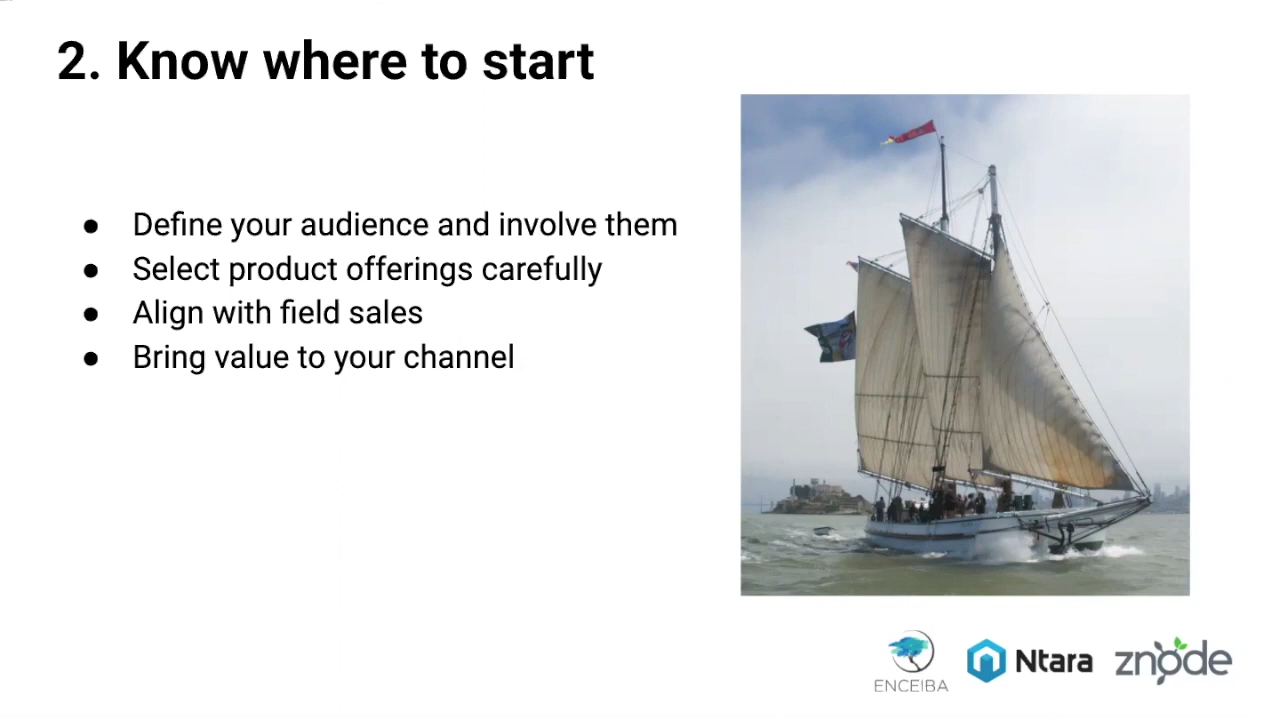 2. Know where to start
● Define your audience and involve them
● Select product offerings carefully
● Align with field sales
● Bring value to your channel
ENCEIBA
Ntara
znode